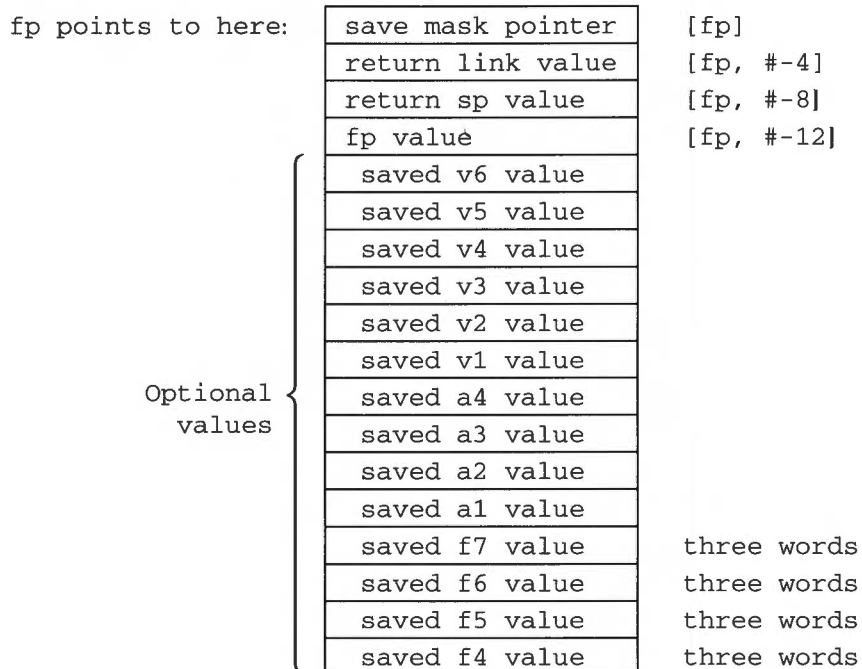 fp points to here: save mask pointer [fp]
return link value [fp, #-4]
return sp value [fp, #-8]
fp value [fp, #-12]
saved v6 value
saved v5 value
saved v4 value
saved v3 value
saved v2 value
saved v1 value
Optional saved a4 value
values saved a3 value
saved a2 value
saved a1 value
saved f7 value three words
saved f6 value three words
saved f5 value three words
saved f4 value three words